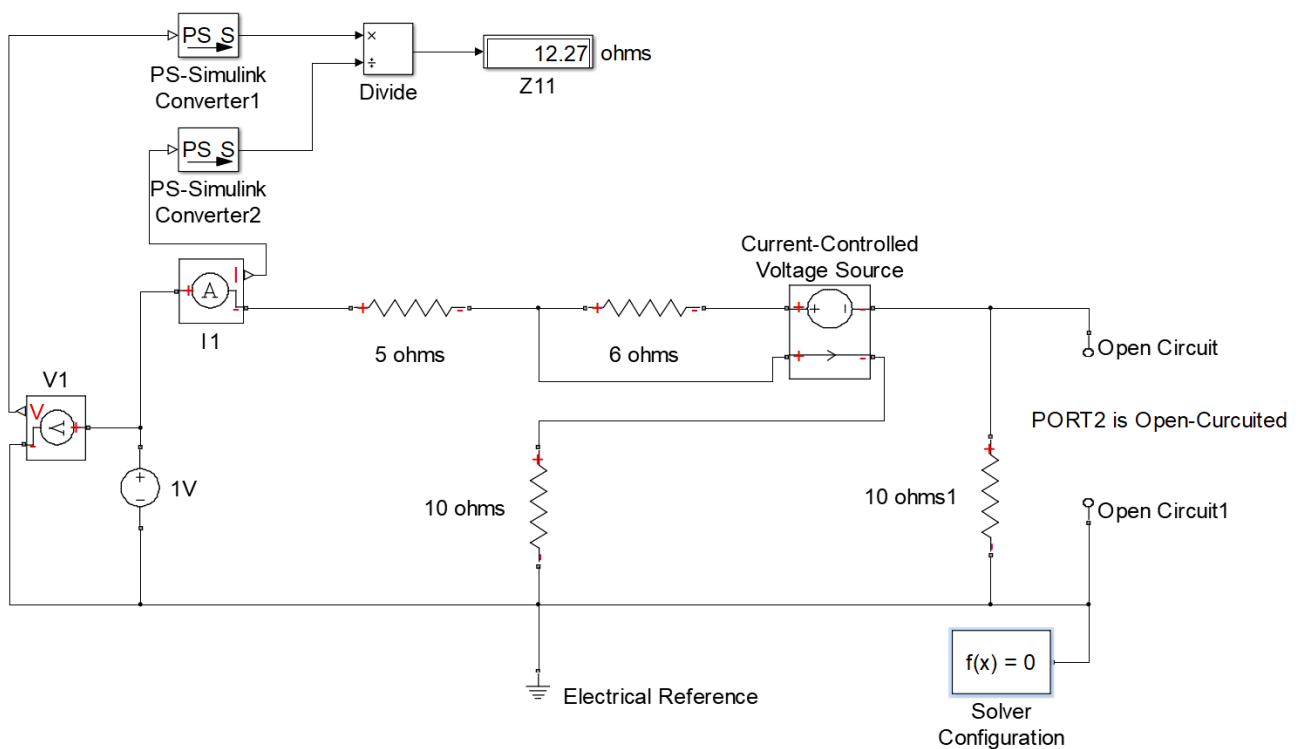 PS S
PS-Simulink
Converter1
×
÷
Divide
12.27
ohms
Z11
PS S
PS-Simulink
Converter2
I
+
A
-
I1
+
-
5 ohms
+
-
6 ohms
Current-Controlled
Voltage Source
+
+
-
+
-
Open Circuit
V1
V
V
+
-
+
-
1V
+
-
10 ohms
+
-
10 ohms1
PORT2 is Open-Curcuited
Open Circuit1
Electrical Reference
f(x) = 0
Solver
Configuration